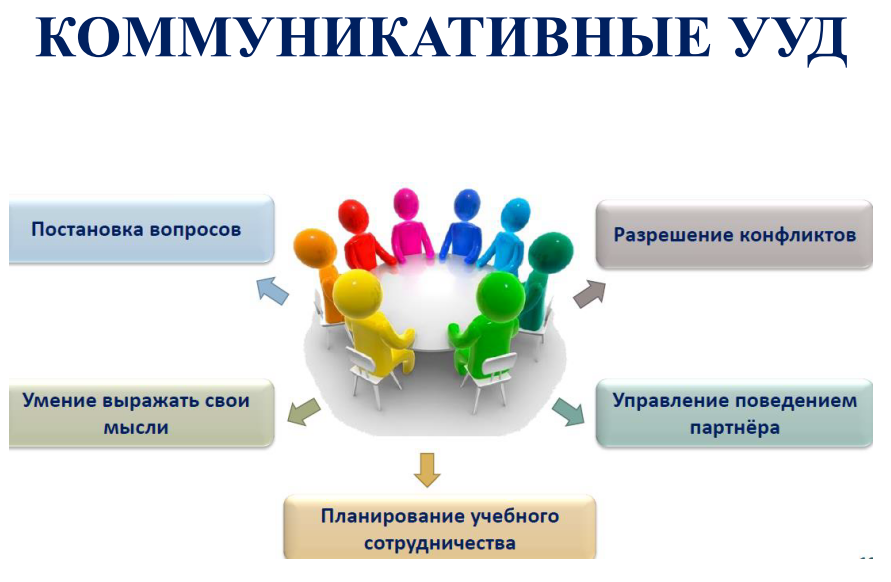 КОММУНИКАТИВНЫЕ УУД
Постановка вопросов
Разрешение конфликтов
Умение выражать свои
мысли
Управление поведением
партнёра
Планирование учебного
сотрудничества